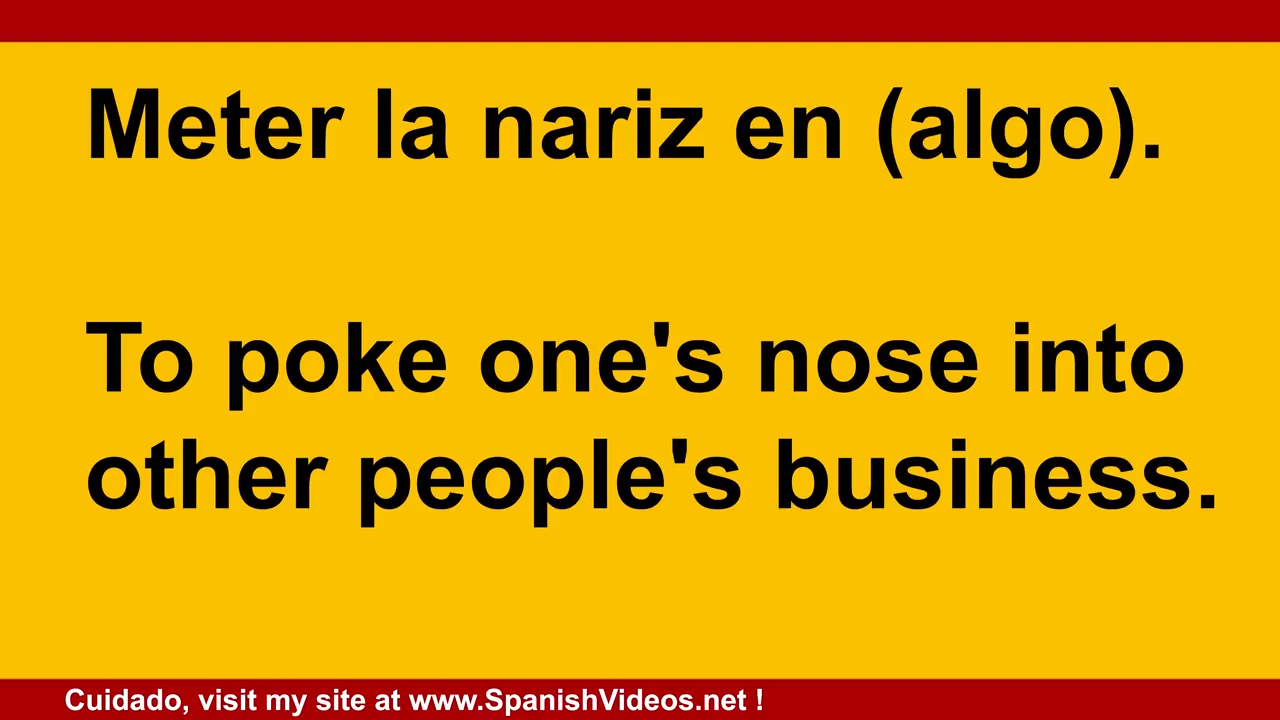 Meter la nariz en (algo).
To poke one's nose into
other people's business.
Cuidado, visit my site at www.SpanishVideos.net !